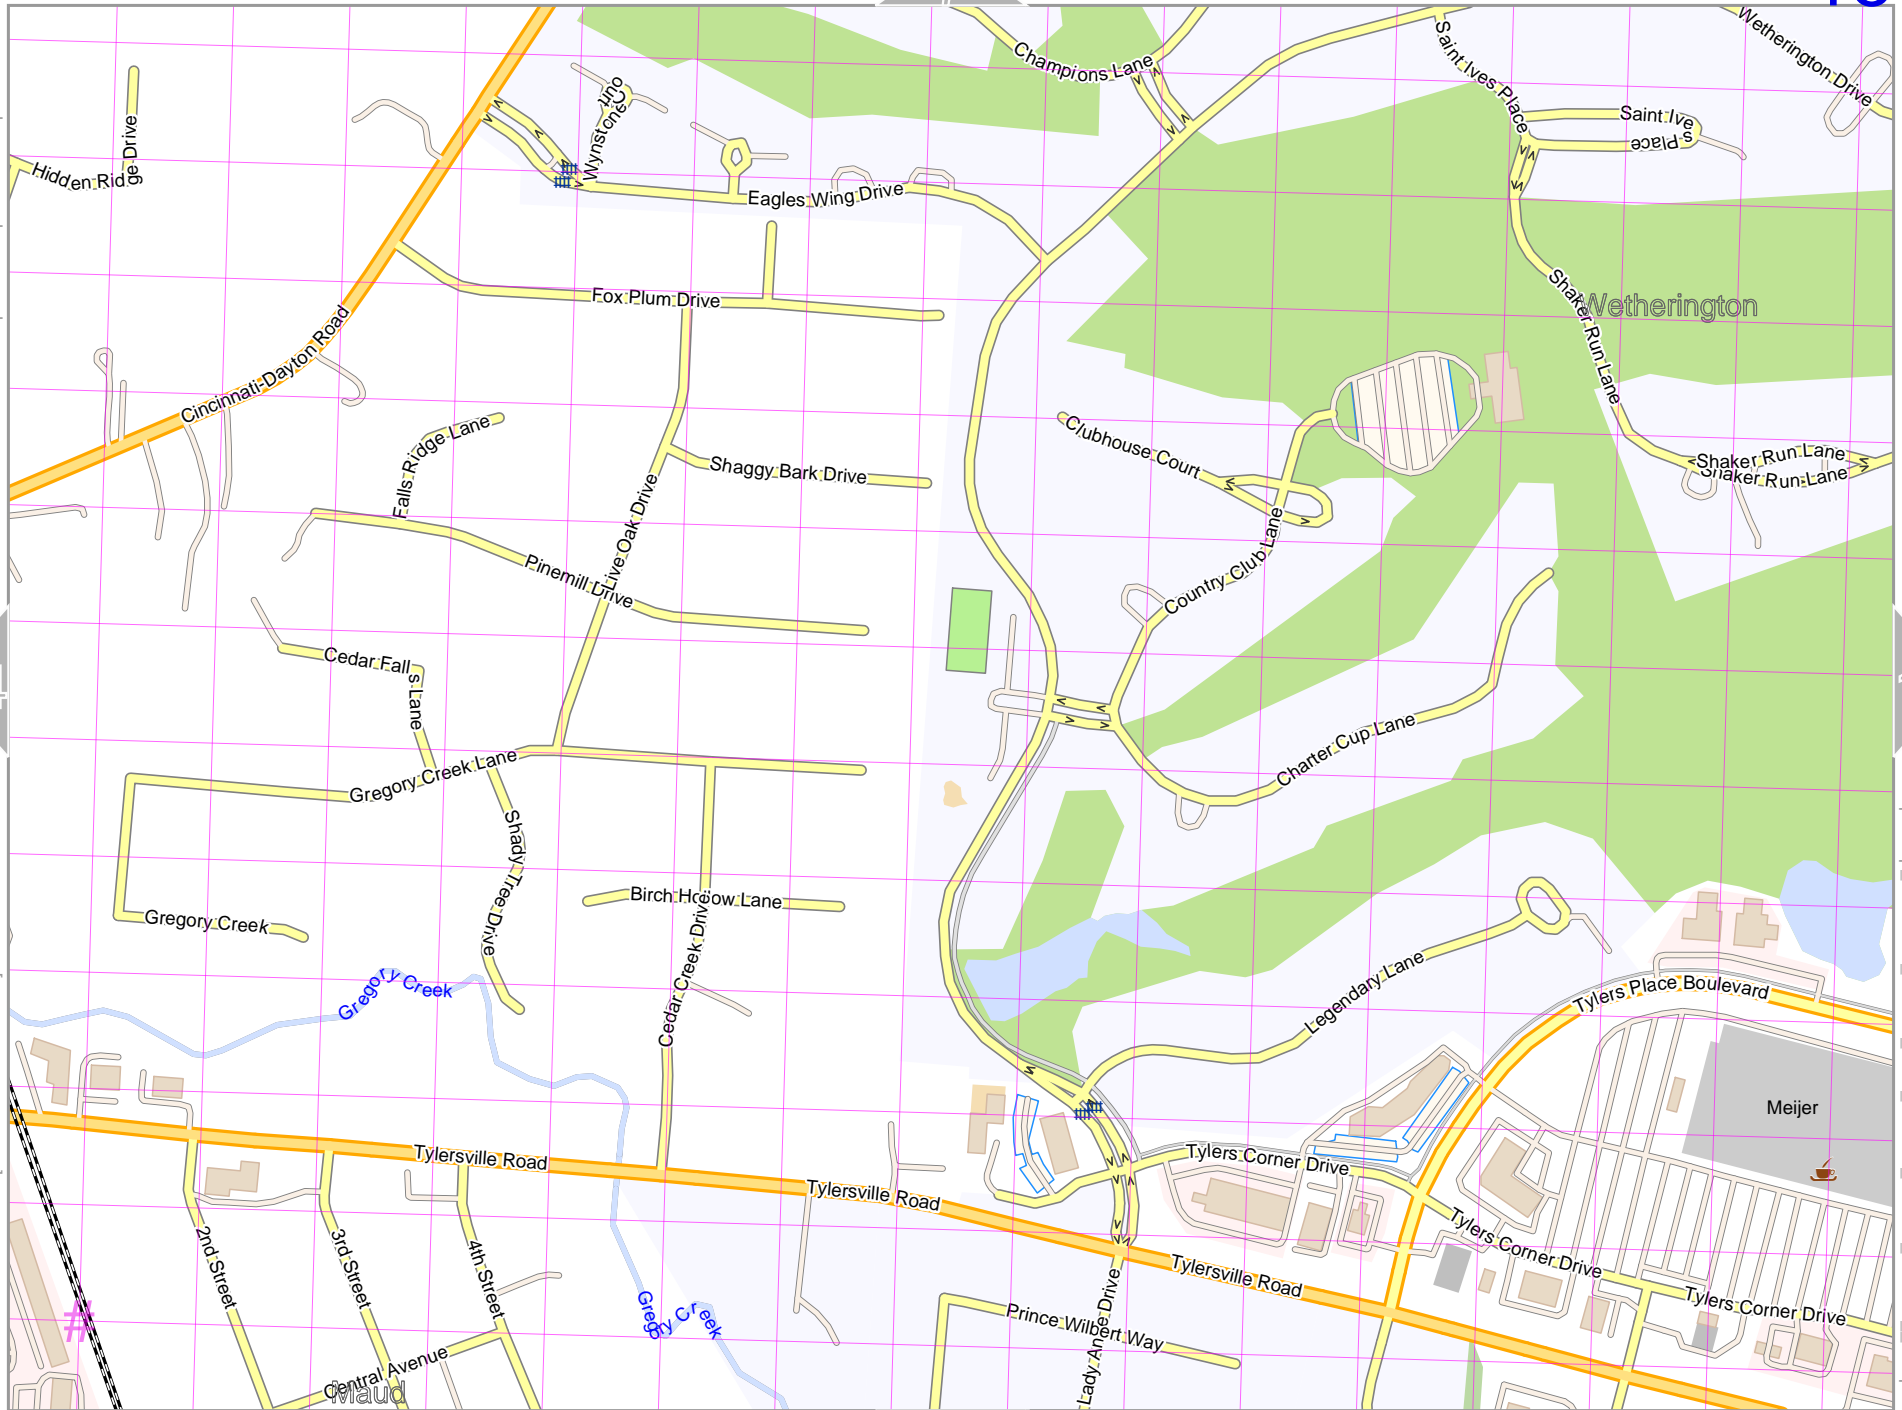 Champions Lane
Saint Ives Place
Wetherington Drive
Hidden Ridge Drive
Wynstone Court
Saint Ives Place
Eagles Wing Drive
Fox Plum Drive
Shaker Run Lane
Wetherington
Cincinnati-Dayton Road
Falls Ridge Lane
Clubhouse Court
Shaggy Bark Drive
Shaker Run Lane
Shaker Run Lane
Live Oak Drive
Pinemill Drive
Country Club Lane
Cedar Falls Lane
Gregory Creek Lane
Charter Cup Lane
Shady Tree Drive
Birch Hollow Lane
Gregory Creek
Cedar Creek Drive
Gregory Creek
Legendary Lane
Tylers Place Boulevard
Meijer
Tylersville Road
Tylers Corner Drive
Tylersville Road
2nd Street
3rd Street
4th Street
Tylers Corner Drive
Tylersville Road
Gregory Creek
Prince Wilbert Way
Lady Anne Drive
Tylers Corner Drive
#
Central Avenue
Maud